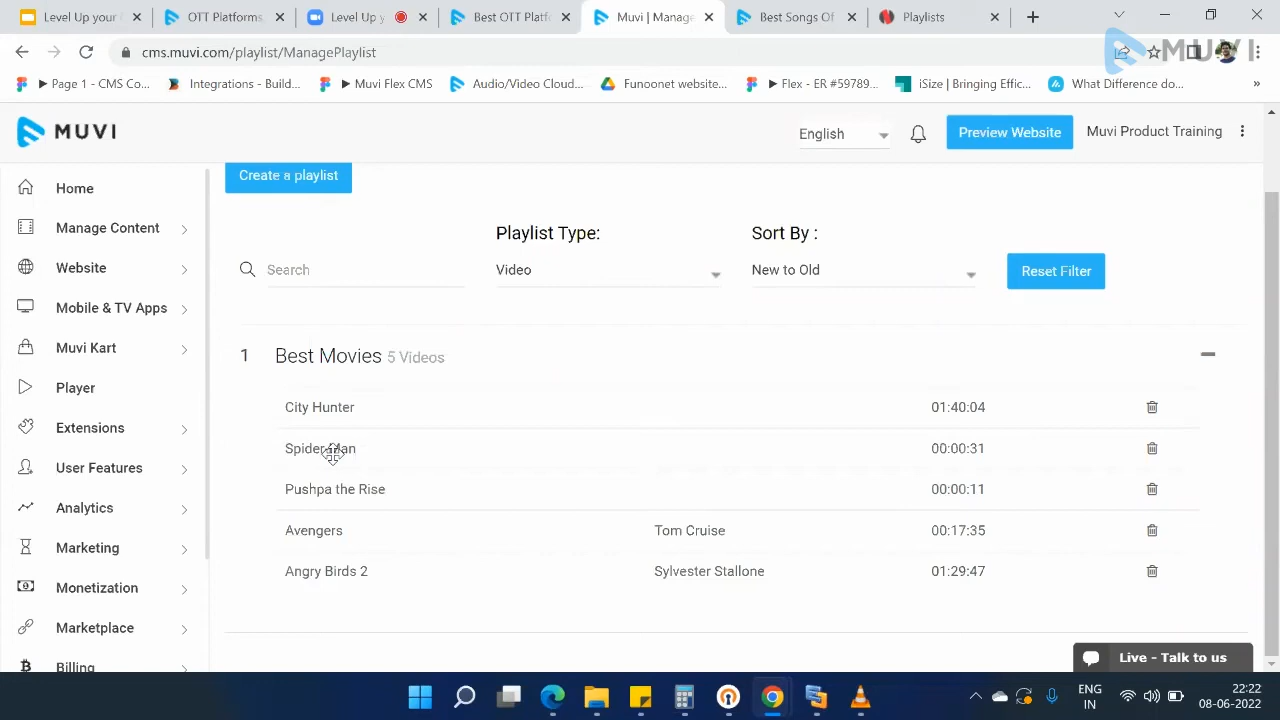 Level Up your
OTT Platforms,
Level Up y
Best OTT Platf
Muvi | Manage
Best Songs Of
Playlists
cms.muvi.com/playlist/ManagePlaylist
MUVI
▶Page 1 - CMS Co...
Integrations - Build...
▶ Muvi Flex CMS
Audio/Video Cloud...
Funoonet website...
▶ Flex - ER #59789...
iSize | Bringing Effic...
What Difference do...
»
MUVI
English
Preview Website
Muvi Product Training
Create a playlist
Home
Manage Content
Website
Mobile & TV Apps
Muvi Kart
Player
Extensions
User Features
Analytics
Marketing
Monetization
Marketplace
Billing
Playlist Type:
Sort By :
Search
Video
New to Old
Reset Filter
1 Best Movies 5 Videos
City Hunter 01:40:04
Spider Man 00:00:31
Pushpa the Rise 00:00:11
Avengers Tom Cruise 00:17:35
Angry Birds 2 Sylvester Stallone 01:29:47
Live - Talk to us
ENG
IN
22:22
08-06-2022